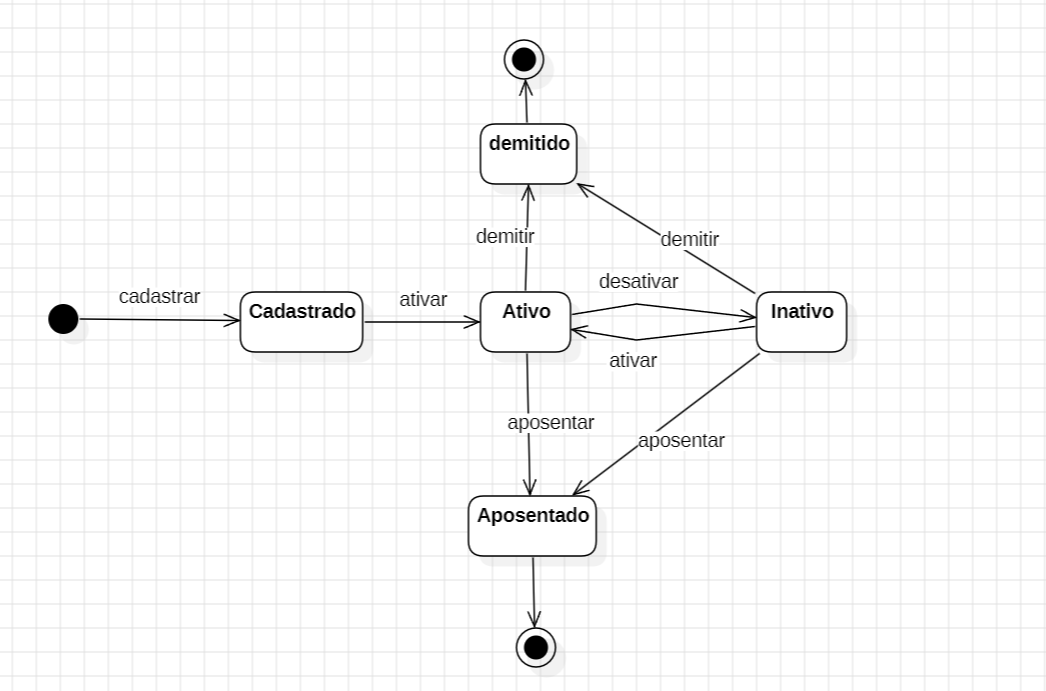 demitido
demitir
demitir
desativar
cadastrar
ativar
Cadastrado
Ativo
Inativo
ativar
aposentar
aposentar
Aposentado